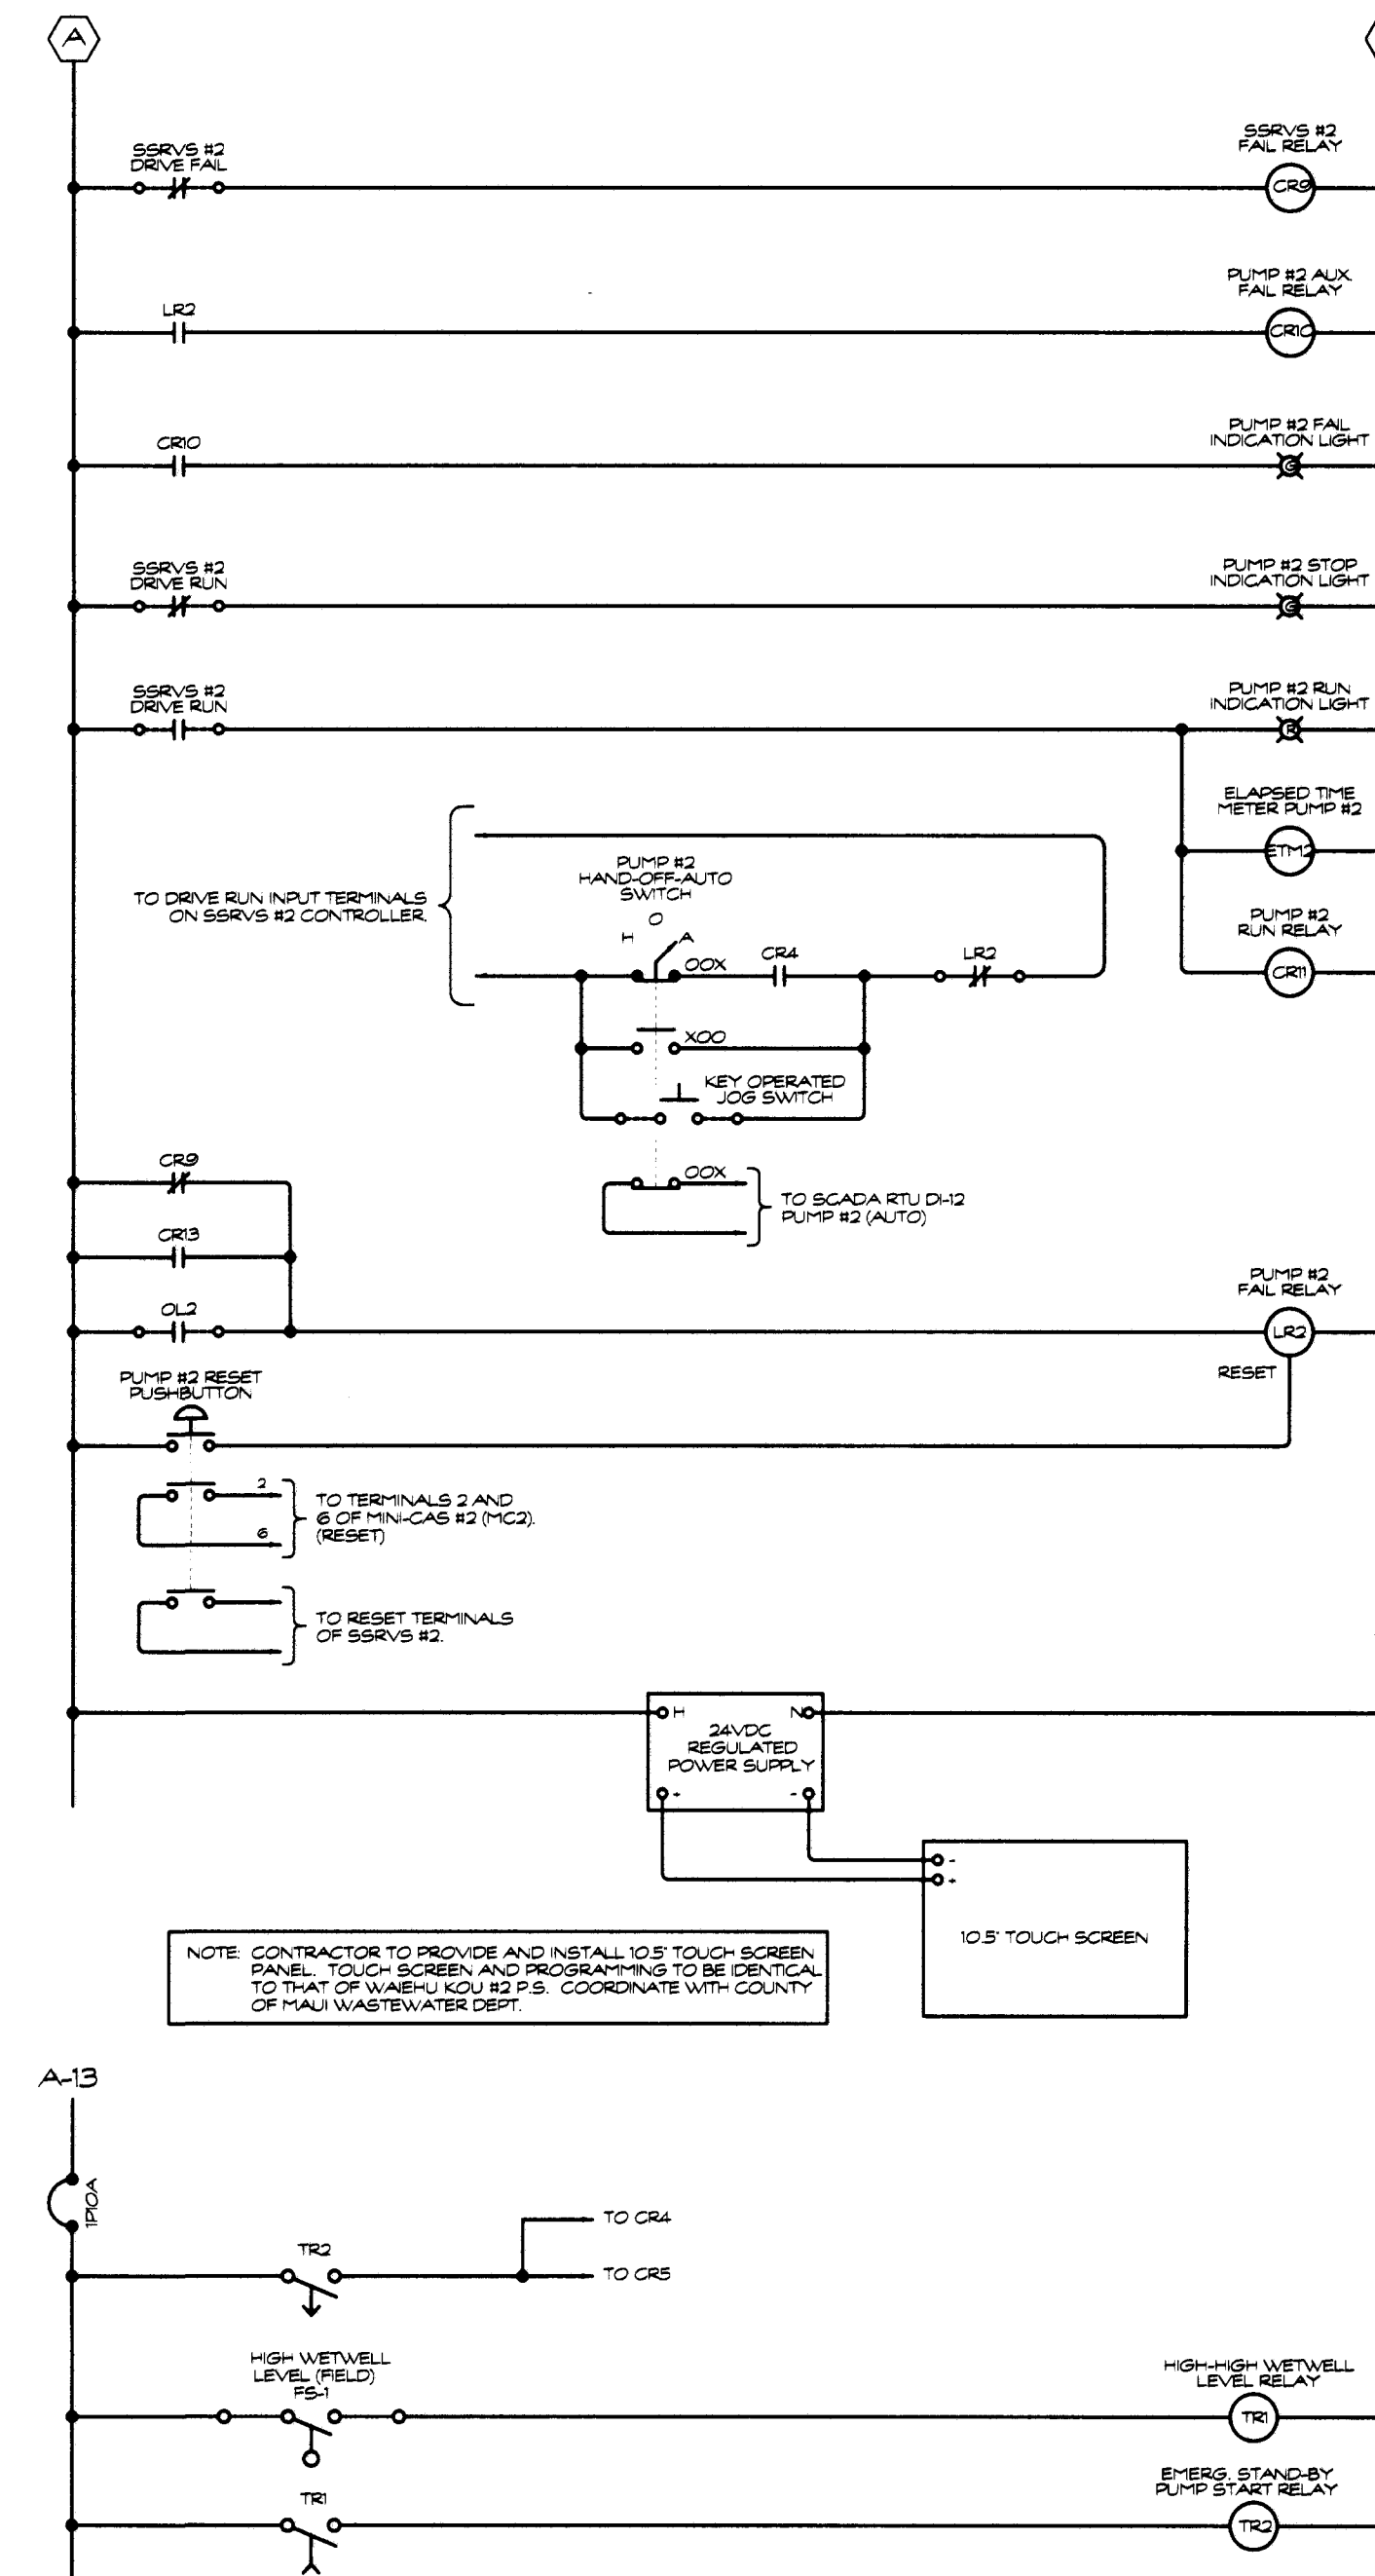 A
SSRVS #2
DRIVE FAIL
SSRVS #2
FAIL RELAY
CR9
LR2
PUMP #2 AUX.
FAIL RELAY
CR10
CR10
PUMP #2 FAIL
INDICATION LIGHT
SSRVS #2
DRIVE RUN
PUMP #2 STOP
INDICATION LIGHT
G
SSRVS #2
DRIVE RUN
PUMP #2 RUN
INDICATION LIGHT
R
ELAPSED TIME
METER PUMP #2
ETM2
TO DRIVE RUN INPUT TERMINALS
ON SSRVS #2 CONTROLLER.
PUMP #2
HAND-OFF-AUTO
SWITCH
O
H
A
OOX
CR4
LR2
PUMP #2
RUN RELAY
CR11
XOO
KEY OPERATED
JOG SWITCH
OOX
TO SCADA RTU DI-12
PUMP #2 (AUTO)
CR9
CR13
OL2
PUMP #2
FAIL RELAY
LR2
RESET
PUMP #2 RESET
PUSHBUTTON
2
6
TO TERMINALS 2 AND
6 OF MINI-CAS #2 (MC2).
(RESET)
TO RESET TERMINALS
OF SSRVS #2.
H
N
24VDC
REGULATED
POWER SUPPLY
+
-
-
+
10.5" TOUCH SCREEN
NOTE: CONTRACTOR TO PROVIDE AND INSTALL 10.5" TOUCH SCREEN
PANEL. TOUCH SCREEN AND PROGRAMMING TO BE IDENTICAL
TO THAT OF WAIEHU KOU #2 P.S. COORDINATE WITH COUNTY
OF MAUI WASTEWATER DEPT.
A-13
1P10A
TR2
TO CR4
TO CR5
HIGH WETWELL
LEVEL (FIELD)
FS-1
HIGH-HIGH WETWELL
LEVEL RELAY
TR1
TR1
EMERG. STAND-BY
PUMP START RELAY
TR2